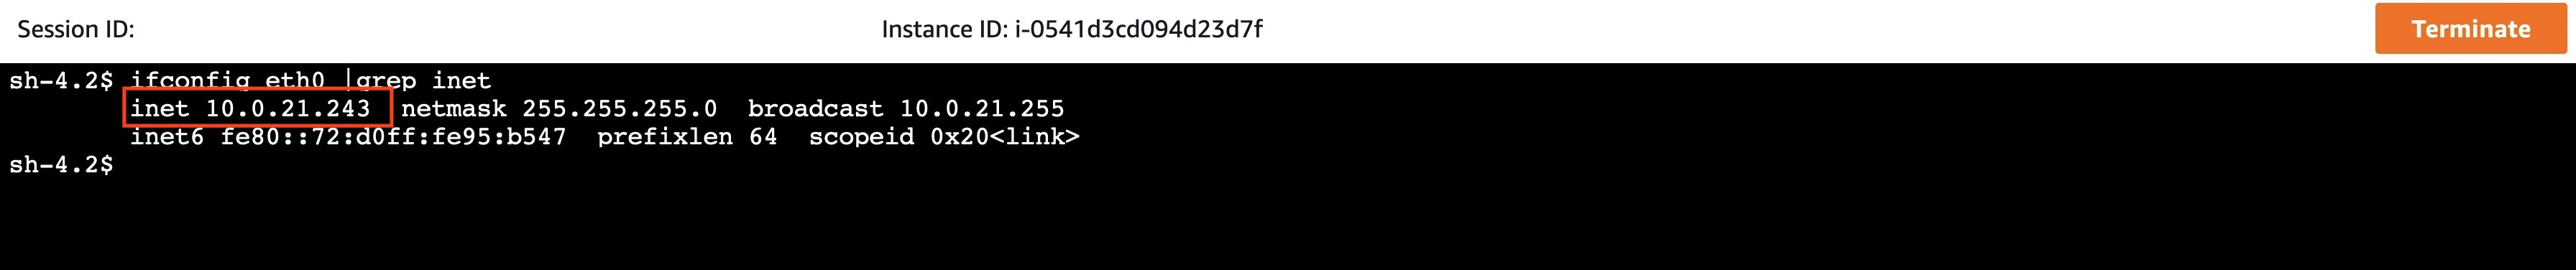 Session ID:
Instance ID: i-0541d3cd094d23d7f
Terminate
sh-4.2$ ifconfig eth0 |grep inet
inet 10.0.21.243 netmask 255.255.255.0 broadcast 10.0.21.255
inet6 fe80::72:d0ff:fe95:b547 prefixlen 64 scopeid 0x20<link>
sh-4.2$